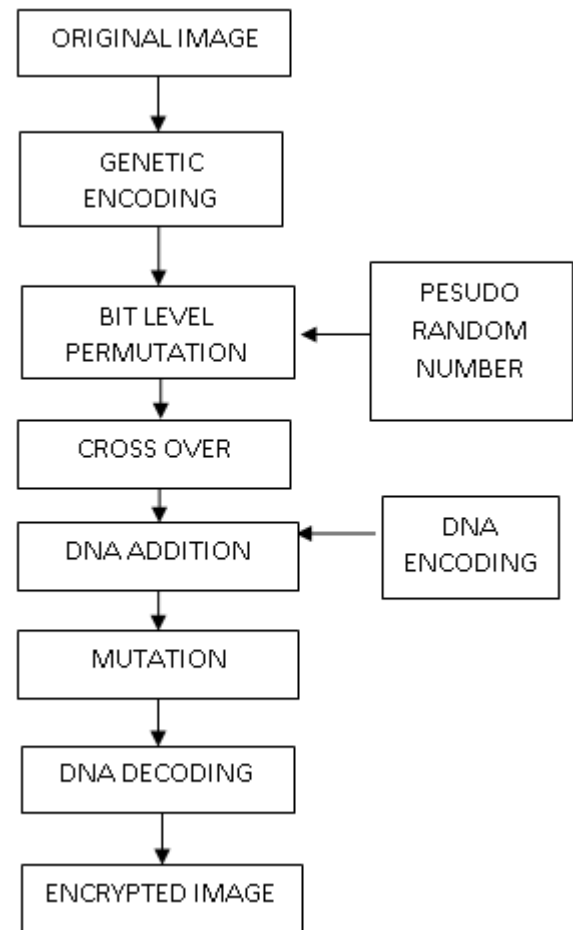 ORIGINAL IMAGE
GENETIC
ENCODING
BIT LEVEL
PERMUTATION
PESUDO
RANDOM
NUMBER
CROSS OVER
DNA ADDITION
DNA
ENCODING
MUTATION
DNA DECODING
ENCRYPTED IMAGE